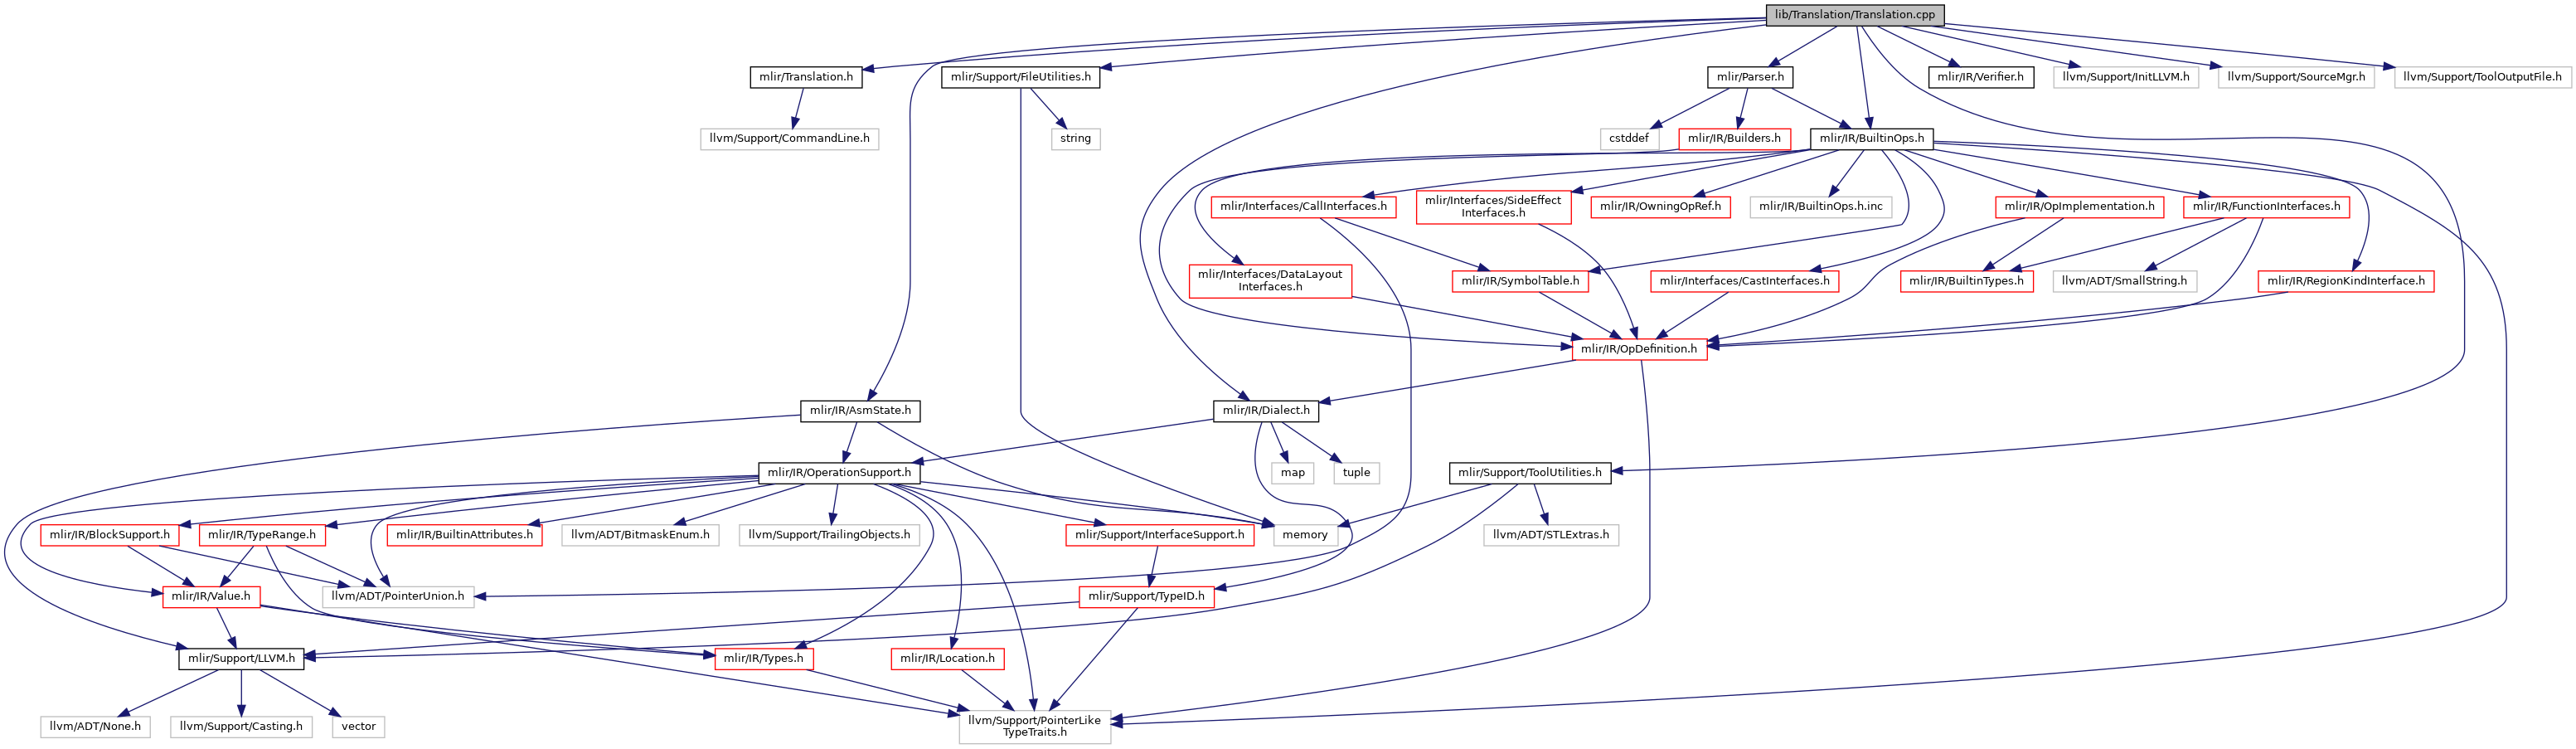 lib/Translation/Translation.cpp
mlir/Translation.h
mlir/Support/FileUtilities.h
mlir/Parser.h
mlir/IR/Verifier.h
llvm/Support/InitLLVM.h
llvm/Support/SourceMgr.h
llvm/Support/ToolOutputFile.h
llvm/Support/CommandLine.h
string
cstddef
mlir/IR/Builders.h
mlir/IR/BuiltinOps.h
mlir/Interfaces/CallInterfaces.h
mlir/Interfaces/SideEffect
Interfaces.h
mlir/IR/OwningOpRef.h
mlir/IR/BuiltinOps.h.inc
mlir/IR/OpImplementation.h
mlir/IR/FunctionInterfaces.h
mlir/Interfaces/DataLayout
Interfaces.h
mlir/IR/SymbolTable.h
mlir/Interfaces/CastInterfaces.h
mlir/IR/BuiltinTypes.h
llvm/ADT/SmallString.h
mlir/IR/RegionKindInterface.h
mlir/IR/OpDefinition.h
mlir/IR/AsmState.h
mlir/IR/Dialect.h
mlir/IR/OperationSupport.h
map
tuple
mlir/Support/ToolUtilities.h
mlir/IR/BlockSupport.h
mlir/IR/TypeRange.h
mlir/IR/BuiltinAttributes.h
llvm/ADT/BitmaskEnum.h
llvm/Support/TrailingObjects.h
mlir/Support/InterfaceSupport.h
memory
llvm/ADT/STLExtras.h
mlir/IR/Value.h
llvm/ADT/PointerUnion.h
mlir/Support/TypeID.h
mlir/Support/LLVM.h
mlir/IR/Types.h
mlir/IR/Location.h
llvm/ADT/None.h
llvm/Support/Casting.h
vector
llvm/Support/PointerLike
TypeTraits.h